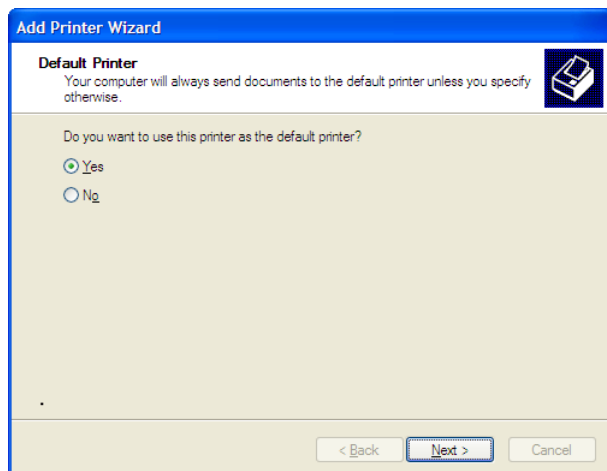 Add Printer Wizard
Default Printer
Your computer will always send documents to the default printer unless you specify
otherwise.
Do you want to use this printer as the default printer?
Yes
No
.
< Back
Next >
Cancel